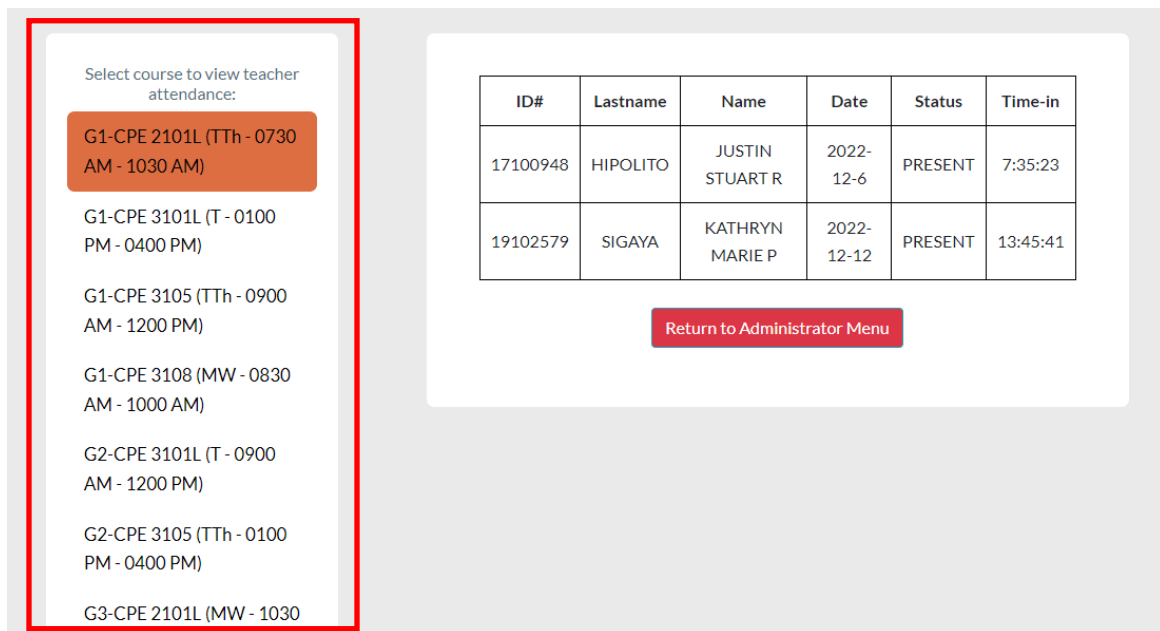 Select course to view teacher
attendance:
G1-CPE 2101L (TTh - 0730
AM - 1030 AM)
G1-CPE 3101L (T - 0100
PM - 0400 PM)
G1-CPE 3105 (TTh - 0900
AM - 1200 PM)
G1-CPE 3108 (MW - 0830
AM - 1000 AM)
G2-CPE 3101L (T - 0900
AM - 1200 PM)
G2-CPE 3105 (TTh - 0100
PM - 0400 PM)
G3-CPE 2101L (MW - 1030
ID# Lastname Name Date Status Time-in
17100948 HIPOLITO JUSTIN STUART R 2022-12-6 PRESENT 7:35:23
19102579 SIGAYA KATHRYN MARIE P 2022-12-12 PRESENT 13:45:41
Return to Administrator Menu